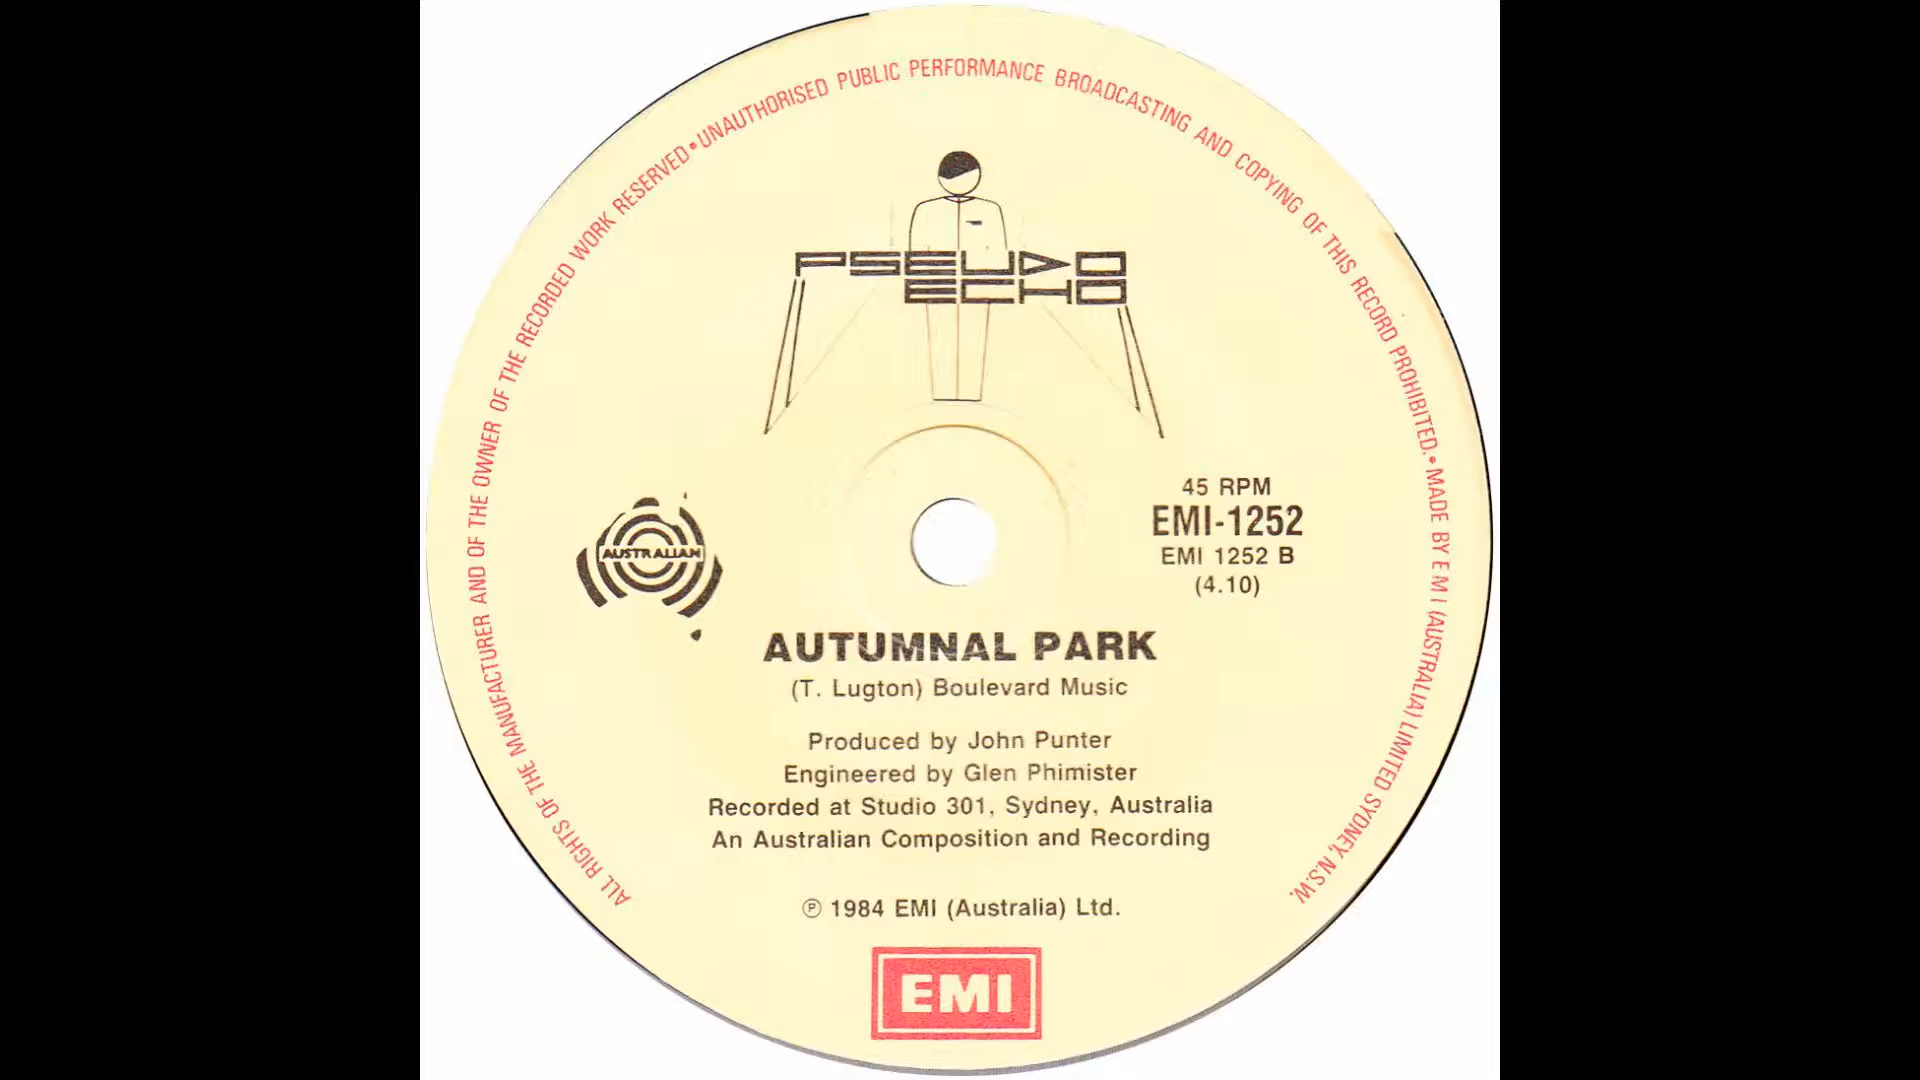 ALL RIGHTS OF THE MANUFACTURER AND OF THE OWNER OF THE RECORDED WORK RESERVED • UNAUTHORISED PUBLIC PERFORMANCE BROADCASTING AND COPYING OF THIS RECORD PROHIBITED. • MADE BY E M I (AUSTRALIA) LIMITED SYDNEY, N.S.W.
PSEUDO
ECHO
45 RPM
EMI-1252
EMI 1252 B
(4.10)
AUSTRALIAN
AUTUMNAL PARK
(T. Lugton) Boulevard Music
Produced by John Punter
Engineered by Glen Phimister
Recorded at Studio 301, Sydney, Australia
An Australian Composition and Recording
℗ 1984 EMI (Australia) Ltd.
EMI